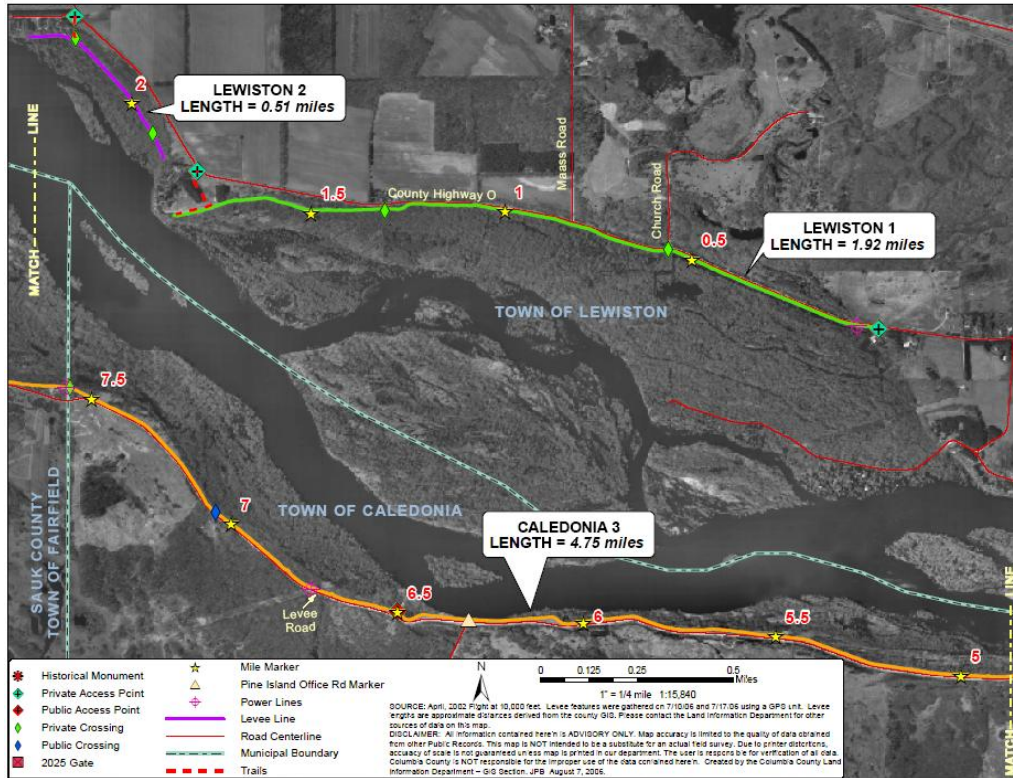 2
LEWISTON 2
LENGTH = 0.51 miles
MATCH LINE
1.5
County Highway O
1
Maass Road
Church Road
0.5
LEWISTON 1
LENGTH = 1.92 miles
TOWN OF LEWISTON
7.5
SAUK COUNTY
TOWN OF FAIRFIELD
7
TOWN OF CALEDONIA
CALEDONIA 3
LENGTH = 4.75 miles
Levee
Road
6.5
6
5.5
5
MATCH LINE
Historical Monument
Private Access Point
Public Access Point
Private Crossing
Public Crossing
2025 Gate
Mile Marker
Pine Island Office Rd Marker
Power Lines
Levee Line
Road Centerline
Municipal Boundary
Trails
N
0 0.125 0.25 0.5
Miles
1" = 1/4 mile 1:15,840
SOURCE: April, 2002 Flight at 10,000 feet. Levee features were gathered on 7/10/06 and 7/17/06 using a GPS unit. Levee
lengths are approximate distances derived from the county GIS. Please contact the Land Information Department for other
sources of data on this map.
DISCLAIMER: All information contained herein is ADVISORY ONLY. Map accuracy is limited to the quality of data obtained
from other Public Records. This map is NOT intended to be a substitute for an actual field survey. Due to printer distortions,
accuracy of scale is not guaranteed unless map is printed in our department. The user is responsible for verification of all data.
Columbia County is NOT responsible for the improper use of the data contained herein. Created by the Columbia County Land
Information Department - GIS Section. JPB August 7, 2006.